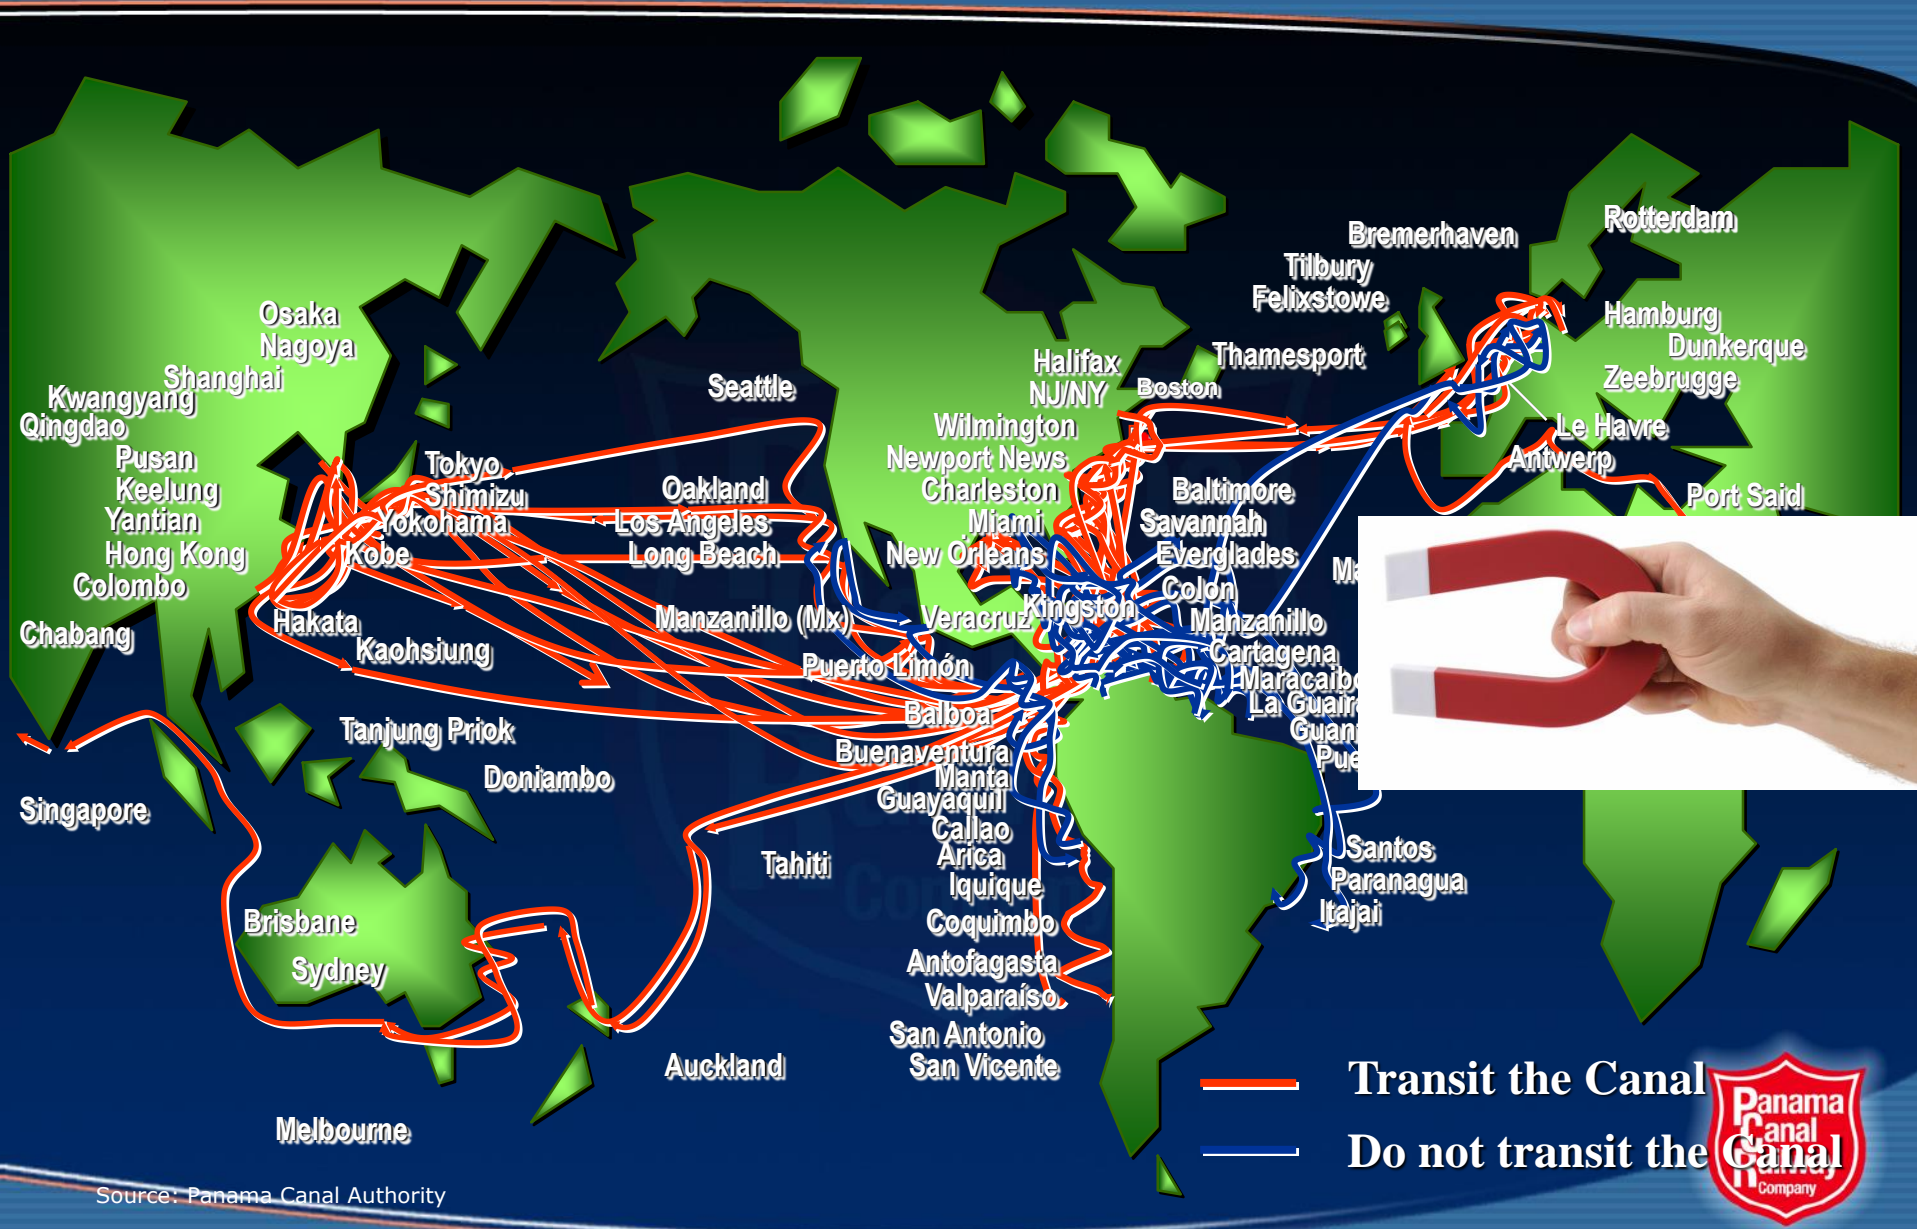 Rotterdam
Bremerhaven
Tilbury
Felixstowe
Osaka
Hamburg
Nagoya
Dunkerque
Thamesport
Halifax
Shanghai
Zeebrugge
Seattle
NJ/NY
Boston
Kwangyang
Qingdao
Wilmington
Le Havre
Pusan
Newport News
Antwerp
Tokyo
Keelung
Shimizu
Oakland
Charleston
Baltimore
Port Said
Yantian
Yokohama
Los Angeles
Miami
Savannah
Hong Kong
Kobe
Long Beach
New Orleans
Everglades
Colombo
Colon
Kingston
Hakata
Manzanillo (Mx)
Veracruz
Manzanillo
Chabang
Kaohsiung
Cartagena
Puerto Limón
Maracaibo
La Guaira
Balboa
Tanjung Priok
Buenaventura
Doniambo
Manta
Guayaquil
Singapore
Callao
Arica
Santos
Tahiti
Iquique
Paranagua
Itajai
Brisbane
Coquimbo
Sydney
Antofagasta
Valparaíso
San Antonio
Auckland
San Vicente
Melbourne
Transit the Canal
Do not transit the Canal
Panama
Canal
Railway
Company
Source: Panama Canal Authority